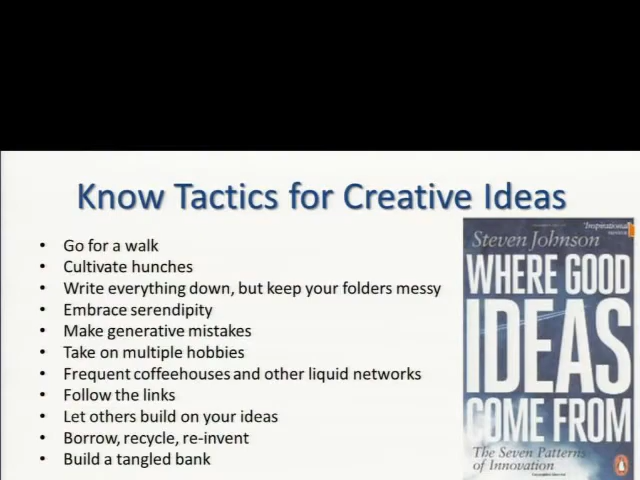 Know Tactics for Creative Ideas
• Go for a walk
• Cultivate hunches
• Write everything down, but keep your folders messy
• Embrace serendipity
• Make generative mistakes
• Take on multiple hobbies
• Frequent coffeehouses and other liquid networks
• Follow the links
• Let others build on your ideas
• Borrow, recycle, re-invent
• Build a tangled bank
'Inspirational'
Steven Johnson
WHERE GOOD
IDEAS
COME FROM
The Seven Patterns
of Innovation